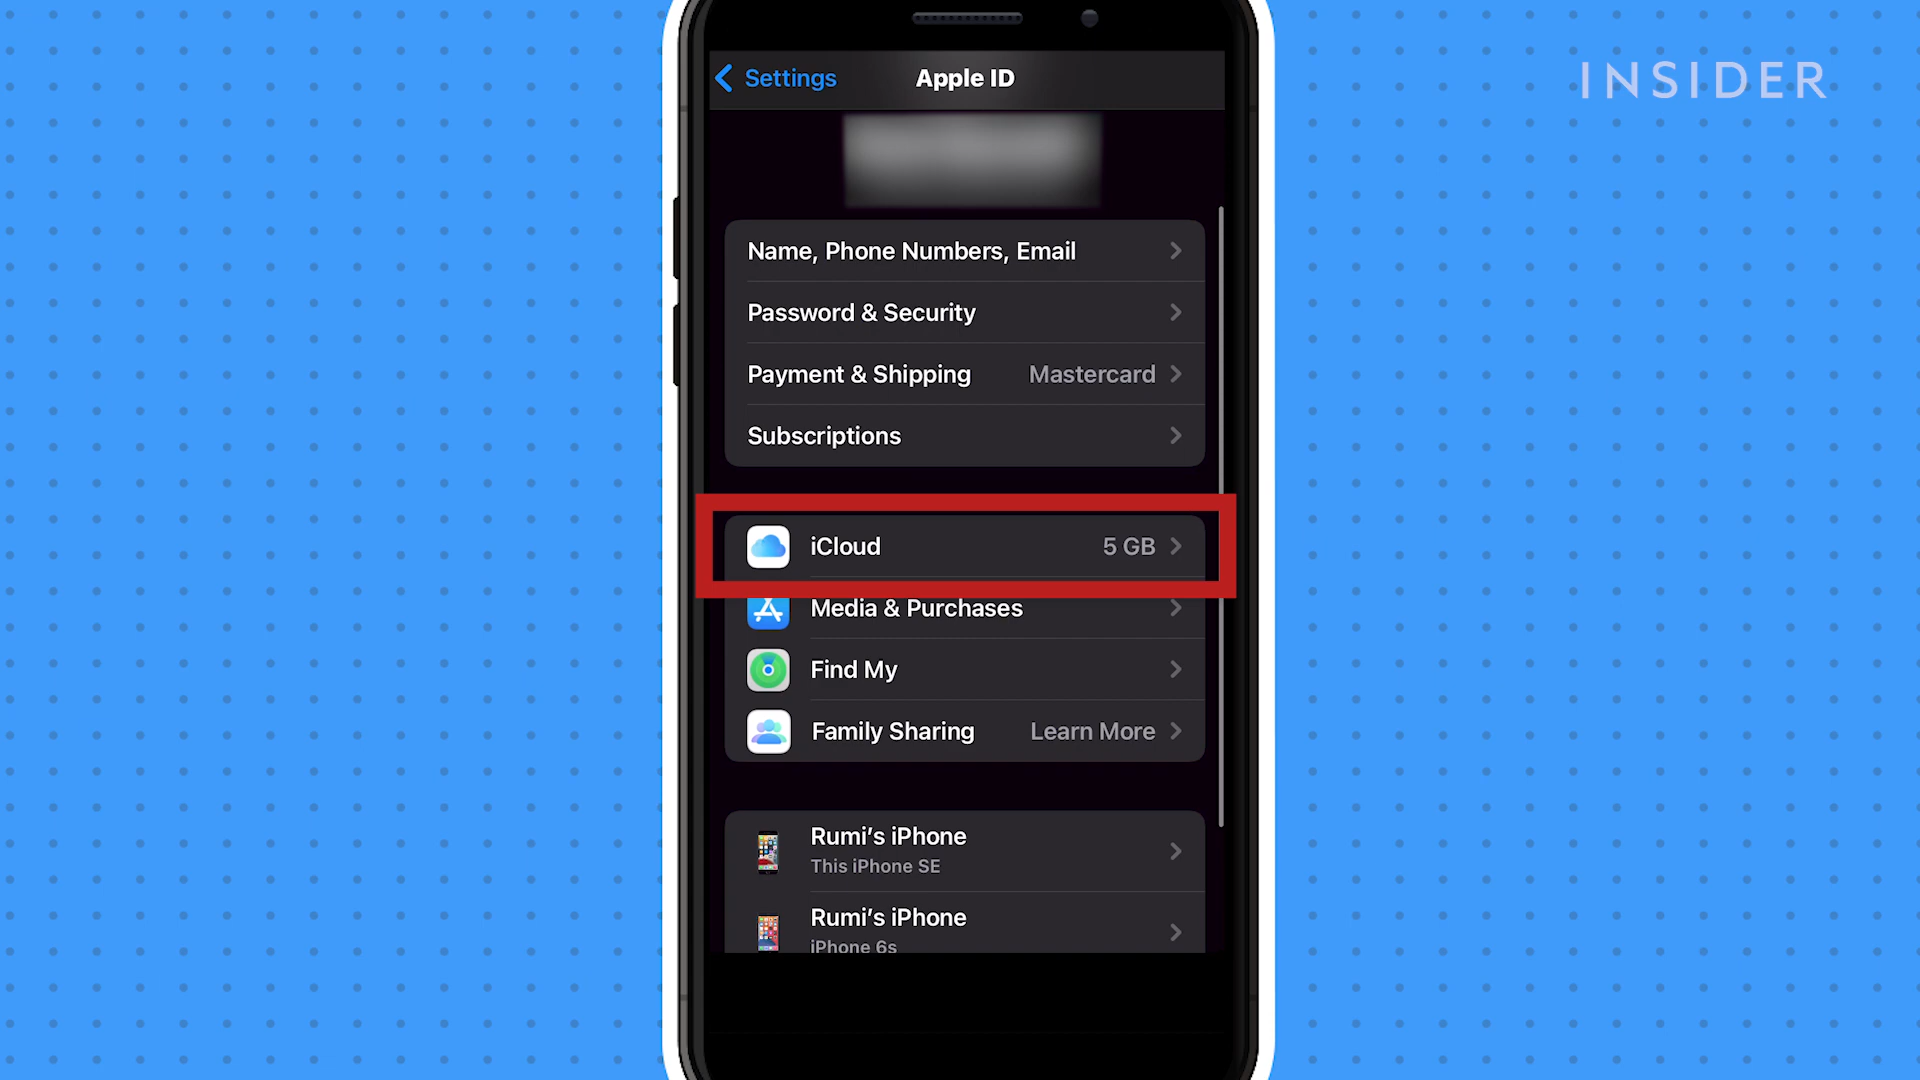 INSIDER
Settings
Apple ID
Name, Phone Numbers, Email
Password & Security
Payment & Shipping Mastercard
Subscriptions
iCloud 5 GB
Media & Purchases
Find My
Family Sharing Learn More
Rumi’s iPhone
This iPhone SE
Rumi’s iPhone
iPhone 6s